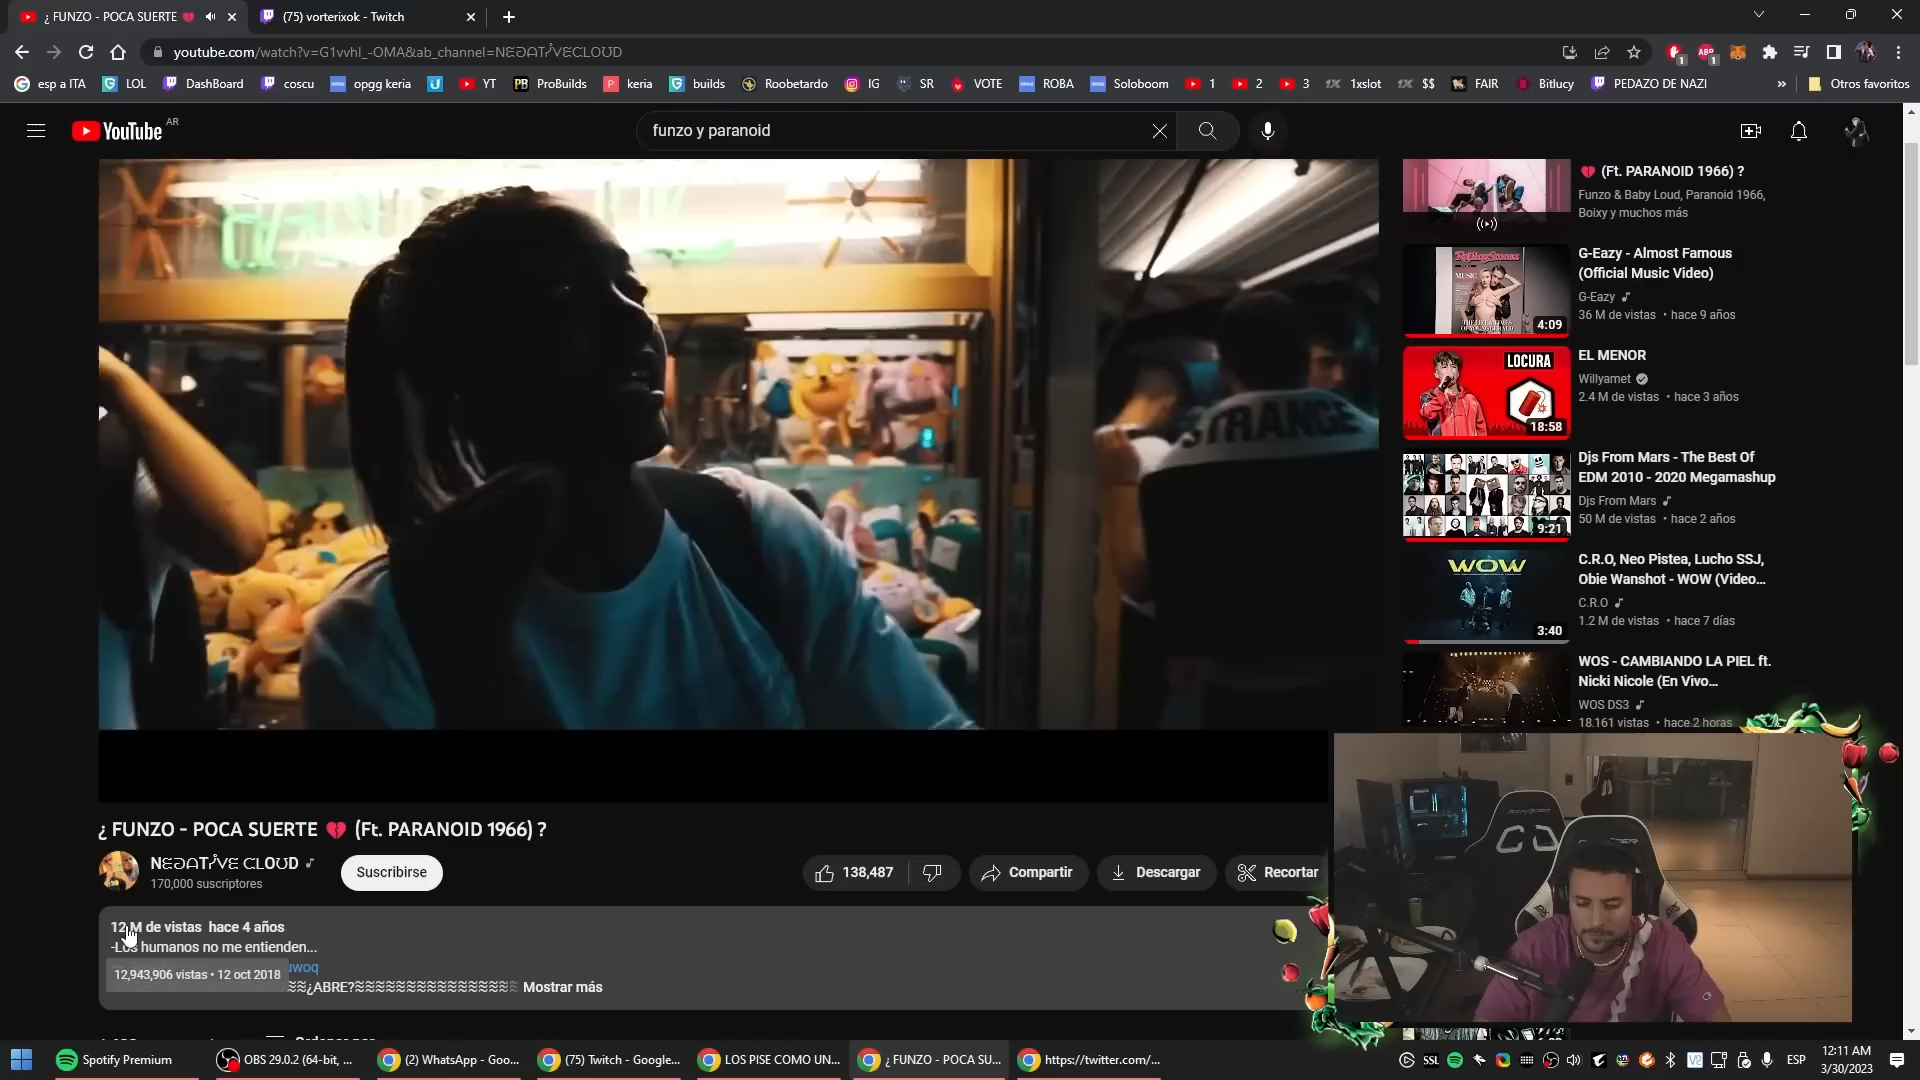 ¿ FUNZO - POCA SUERTE 💔
(75) vorterixok - Twitch
youtube.com/watch?v=G1vvhl_-OMA&ab_channel=NEGATIVECLOUD
esp a ITA
LOL
DashBoard
coscu
opgg keria
YT
ProBuilds
keria
builds
Roobetardo
IG
SR
VOTE
ROBA
Soloboom
1
2
3
1xslot
$$
FAIR
Bitlucy
PEDAZO DE NAZI
»
Otros favoritos
YouTube AR
funzo y paranoid
STRANGE
💔 (Ft. PARANOID 1966) ?
Funzo & Baby Loud, Paranoid 1966,
Boixy y muchos más
G-Eazy - Almost Famous
(Official Music Video)
G-Eazy
36 M de vistas • hace 9 años
4:09
LOCURA
EL MENOR
Willyamet
2.4 M de vistas • hace 3 años
18:58
Djs From Mars - The Best Of
EDM 2010 - 2020 Megamashup
Djs From Mars
50 M de vistas • hace 2 años
9:21
WOW
C.R.O, Neo Pistea, Lucho SSJ,
Obie Wanshot - WOW (Video...
C.R.O
1.2 M de vistas • hace 7 días
3:40
WOS - CAMBIANDO LA PIEL ft.
Nicki Nicole (En Vivo...
WOS DS3
18.161 vistas • hace 2 horas
¿ FUNZO - POCA SUERTE 💔 (Ft. PARANOID 1966) ?
NEGATIVE CLOUD
170,000 suscriptores
Suscribirse
138,487
Compartir
Descargar
Recortar
12 M de vistas hace 4 años
-Los humanos no me entienden...
uwoq
12,943,906 vistas • 12 oct 2018
≋≋¿ABRE?≋≋≋≋≋≋≋≋≋≋≋≋≋≋≋≋ Mostrar más
Spotify Premium
OBS 29.0.2 (64-bit, ...
(2) WhatsApp - Goo...
(75) Twitch - Google...
LOS PISE COMO UN...
¿ FUNZO - POCA SU...
https://twitter.com/...
SSL
ESP
12:11 AM
3/30/2023